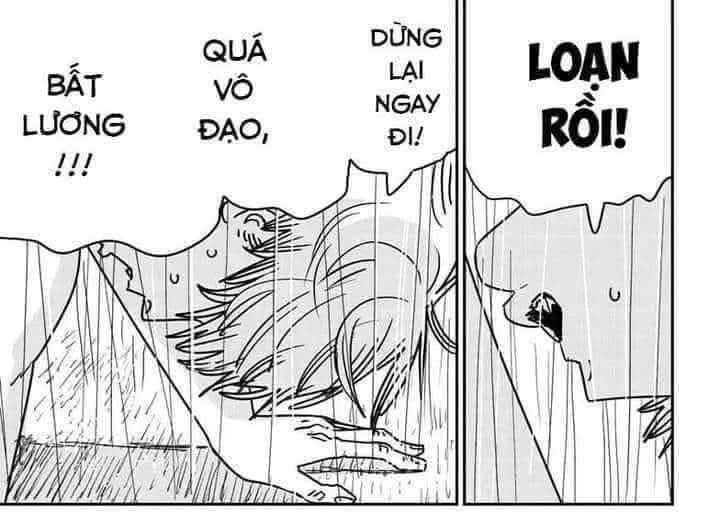 LOẠN
RỒI!
DỪNG
LẠI
NGAY
ĐI!
QUÁ
VÔ
ĐẠO,
BẤT
LƯƠNG
!!!